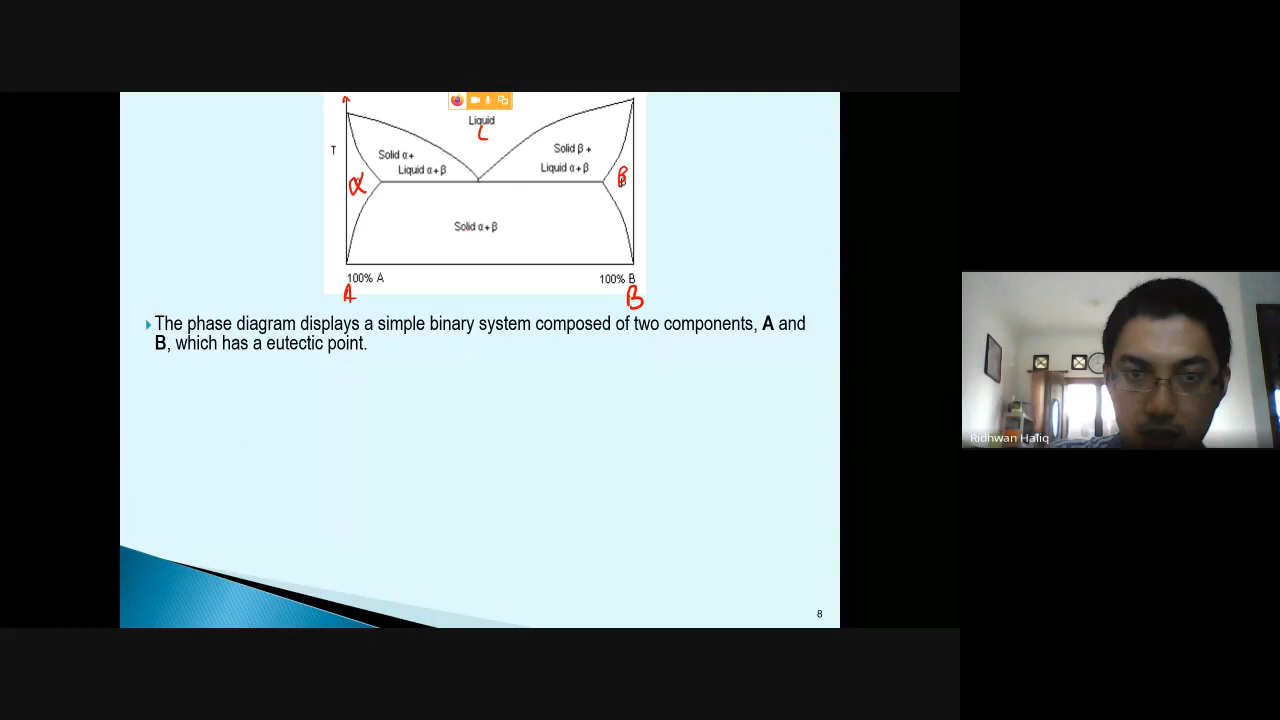 Liquid
L
T
Solid α+
Liquid α+β
Solid β +
Liquid α+β
α
β
Solid α+β
100% A
100% B
A
B
The phase diagram displays a simple binary system composed of two components, A and
B, which has a eutectic point.
8
Ridhwan Haliq